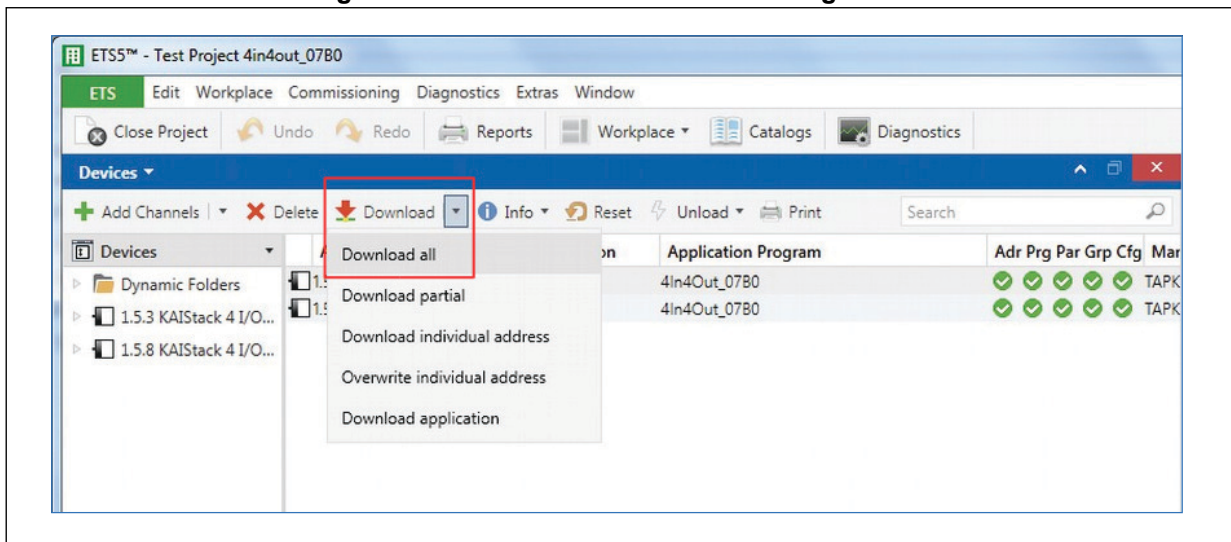 ETS5™ - Test Project 4in4out_07B0
ETS Edit Workplace Commissioning Diagnostics Extras Window
Close Project Undo Redo Reports Workplace Catalogs Diagnostics
Devices
Add Channels Delete Download Info Reset Unload Print Search
Devices
Application Program Adr Prg Par Grp Cfg
Dynamic Folders
1.5.3 KAIStack 4 I/O...
1.5.8 KAIStack 4 I/O...
Download all
Download partial
Download individual address
Overwrite individual address
Download application
4In4Out_07B0
4In4Out_07B0